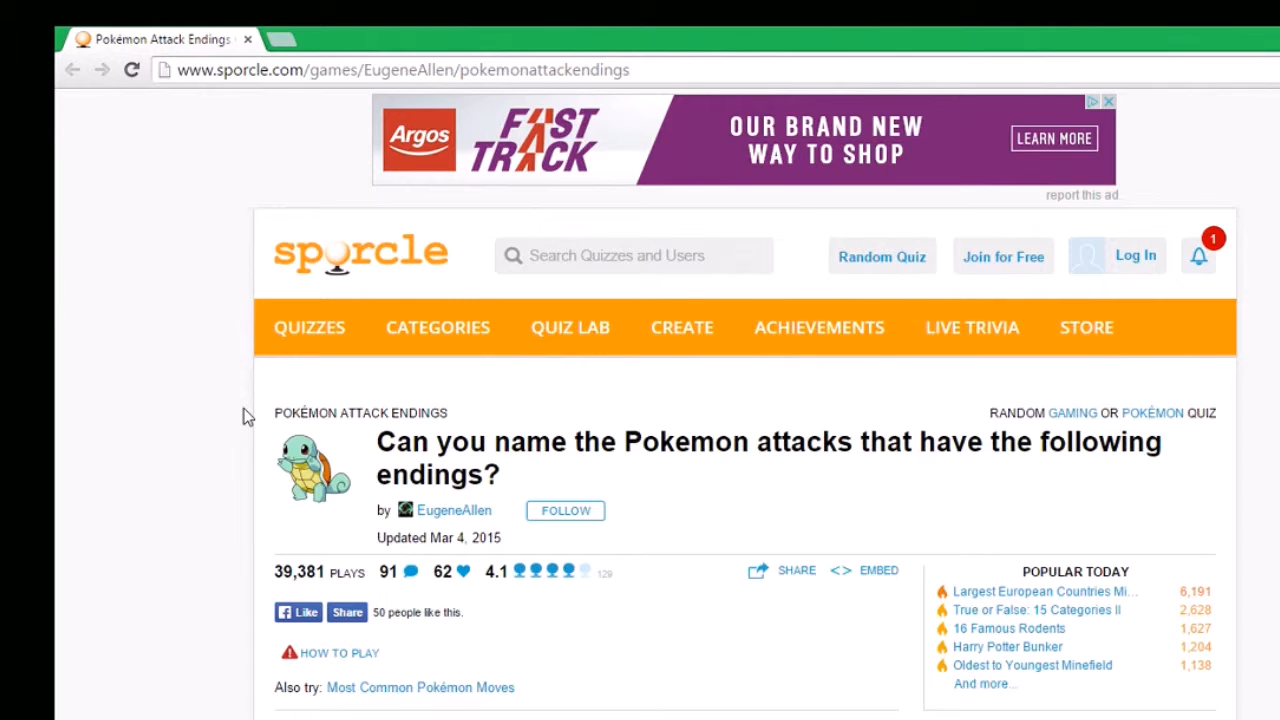 Pokémon Attack Endings
www.sporcle.com/games/EugeneAllen/pokemonattackendings
Argos
FAST TRACK
OUR BRAND NEW
WAY TO SHOP
LEARN MORE
report this ad
sporcle
Search Quizzes and Users
Random Quiz
Join for Free
Log In
1
QUIZZES CATEGORIES QUIZ LAB CREATE ACHIEVEMENTS LIVE TRIVIA STORE
POKÉMON ATTACK ENDINGS
RANDOM GAMING OR POKÉMON QUIZ
Can you name the Pokemon attacks that have the following
endings?
by EugeneAllen FOLLOW
Updated Mar 4, 2015
39,381 PLAYS 91 62 4.1 129
SHARE <> EMBED
Like Share 50 people like this.
HOW TO PLAY
Also try: Most Common Pokémon Moves
POPULAR TODAY
Largest European Countries Mi... 6,191
True or False: 15 Categories II 2,628
16 Famous Rodents 1,627
Harry Potter Bunker 1,204
Oldest to Youngest Minefield 1,138
And more...